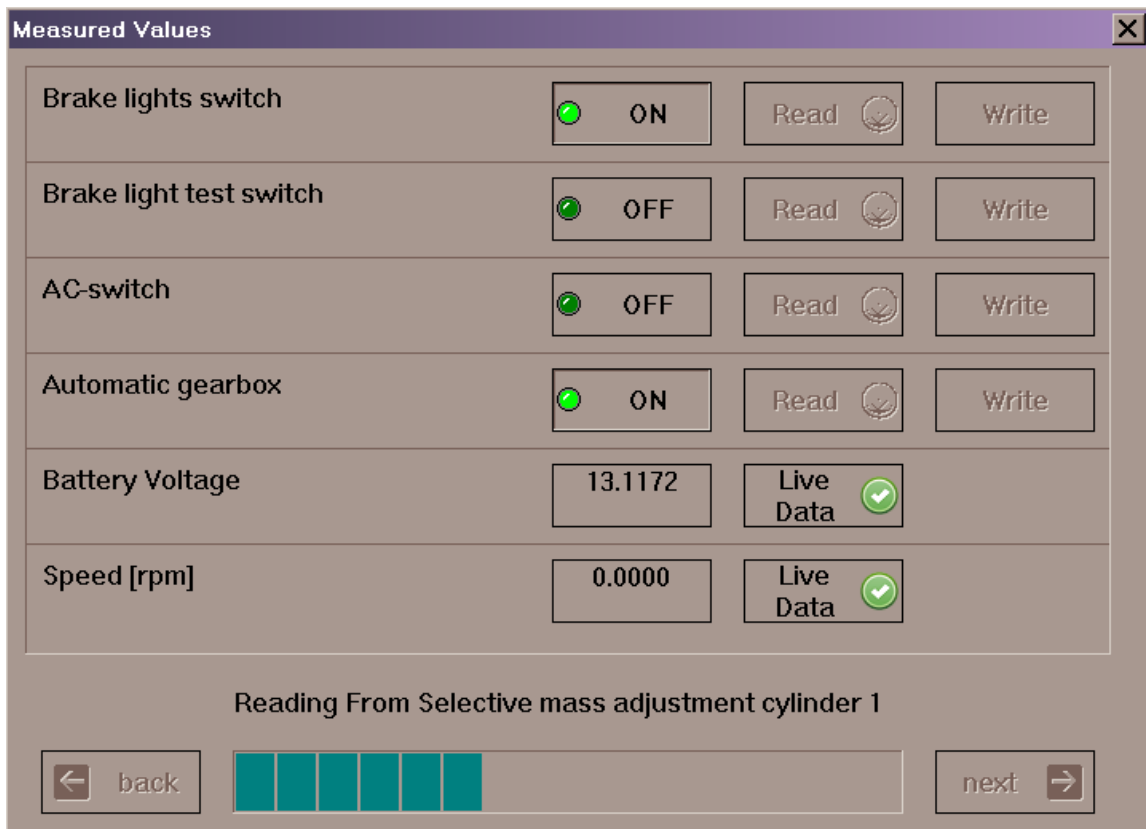 Measured Values
Brake lights switch ON Read Write
Brake light test switch OFF Read Write
AC-switch OFF Read Write
Automatic gearbox ON Read Write
Battery Voltage 13.1172 Live Data
Speed [rpm] 0.0000 Live Data
Reading From Selective mass adjustment cylinder 1
back next